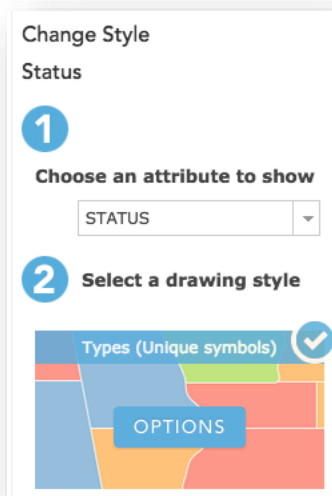 Change Style
Status
1
Choose an attribute to show
STATUS
2 Select a drawing style
Types (Unique symbols)
OPTIONS